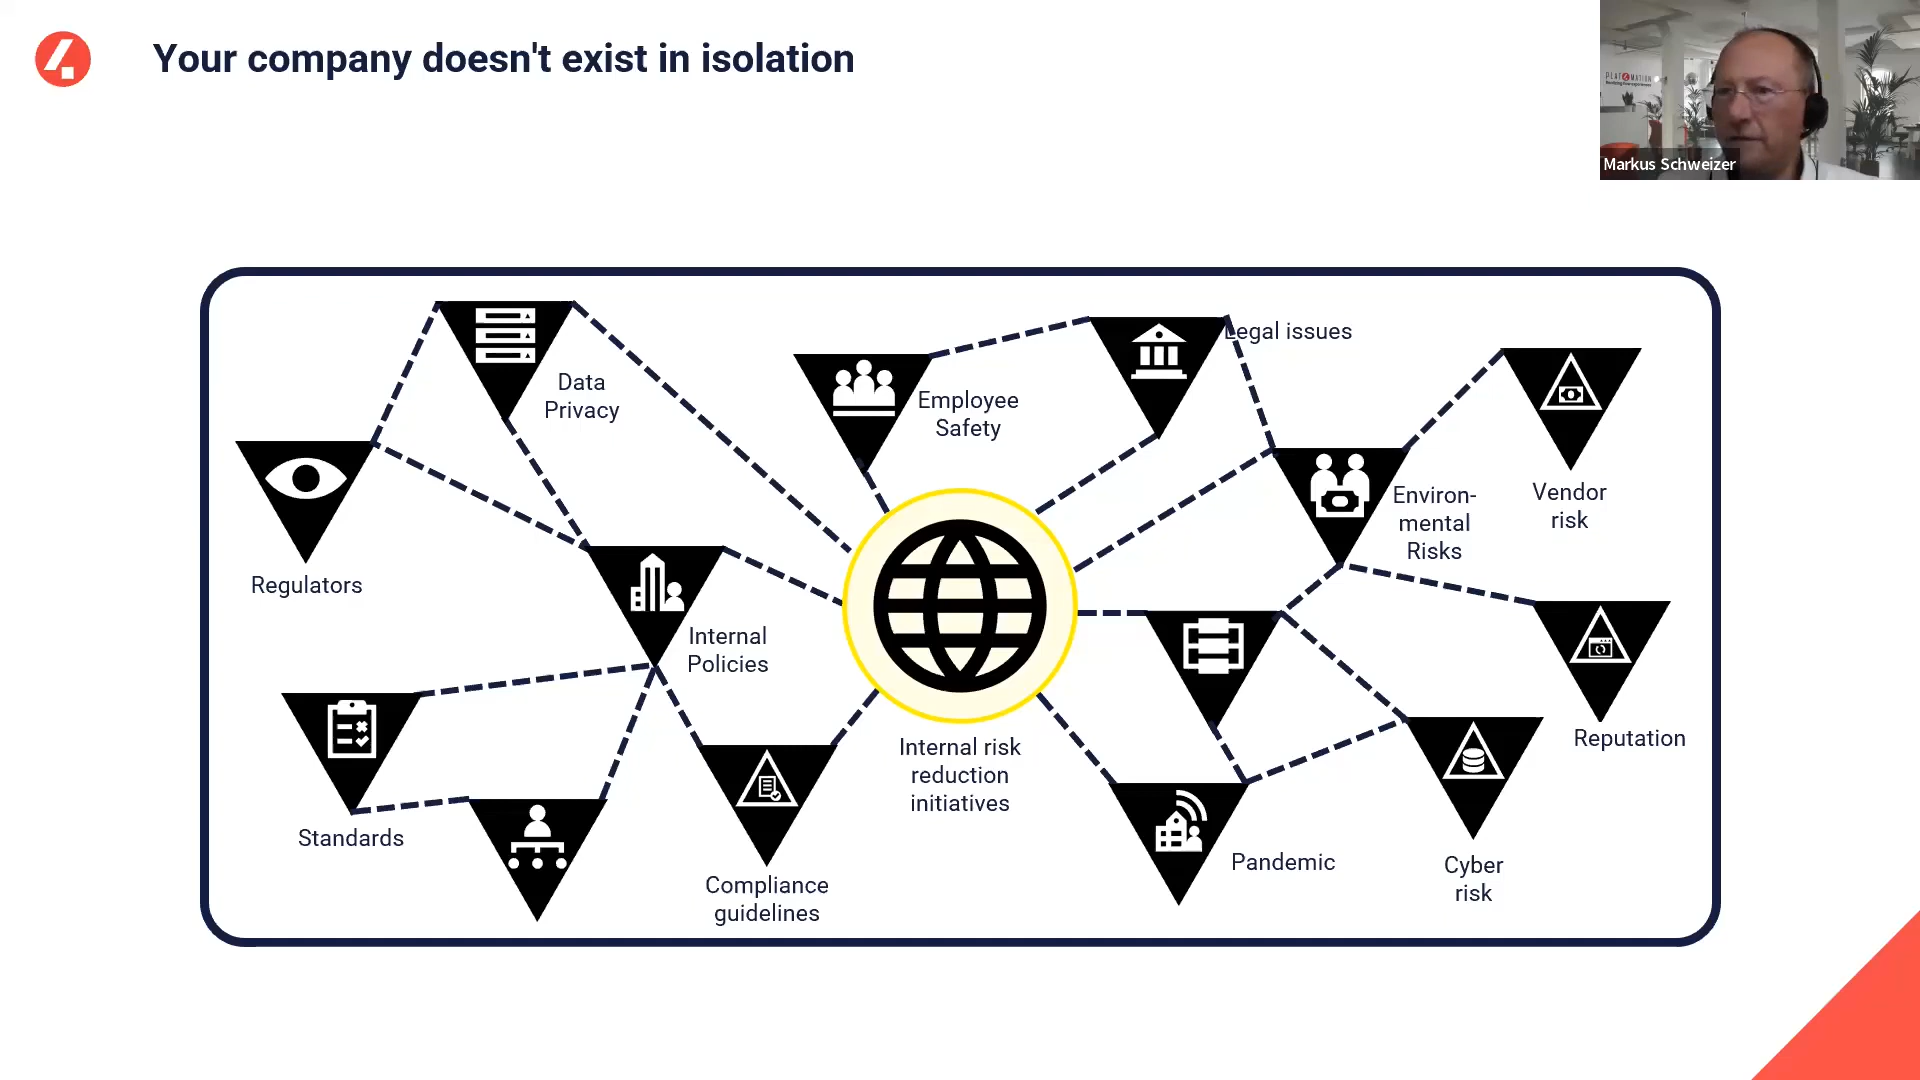 Your company doesn't exist in isolation
PLAT4MATION
Markus Schweizer
Legal issues
Data
Privacy
Employee
Safety
Vendor
risk
Environ-
mental
Risks
Regulators
Internal
Policies
Reputation
Internal risk
reduction
initiatives
Standards
Pandemic
Cyber
risk
Compliance
guidelines